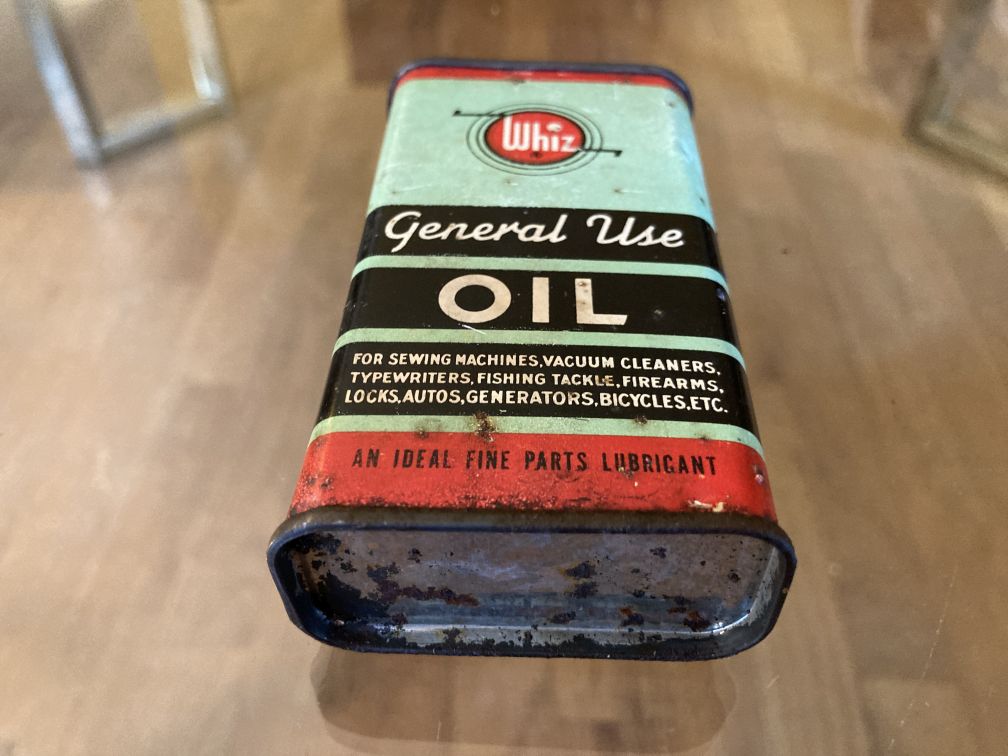 Whiz
General Use
OIL
FOR SEWING MACHINES,VACUUM CLEANERS,
TYPEWRITERS,FISHING TACKLE,FIREARMS,
LOCKS,AUTOS,GENERATORS,BICYCLES,ETC.
AN IDEAL FINE PARTS LUBRICANT